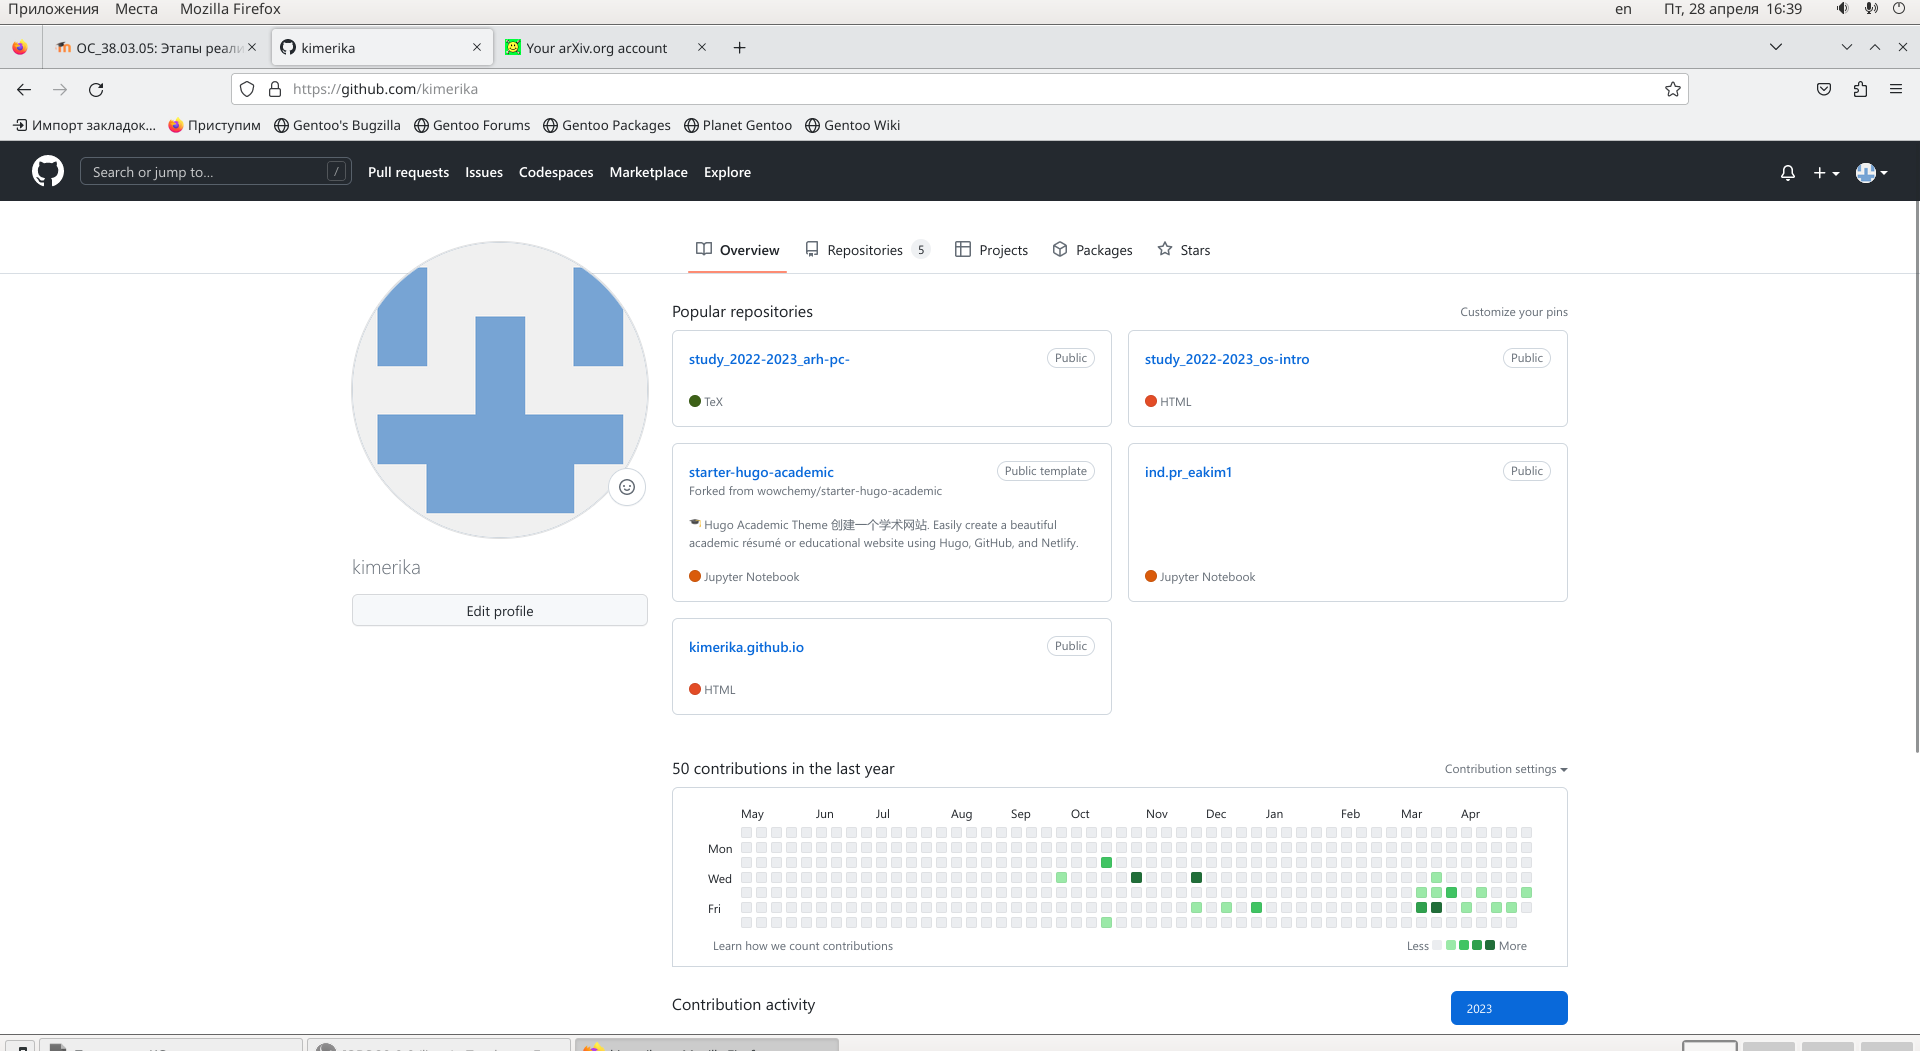 Приложения Места Mozilla Firefox en Пт, 28 апреля 16:39
ОС_38.03.05: Этапы реали kimerika Your arXiv.org account
https://github.com/kimerika
Импорт закладок... Приступим Gentoo's Bugzilla Gentoo Forums Gentoo Packages Planet Gentoo Gentoo Wiki
Search or jump to... / Pull requests Issues Codespaces Marketplace Explore
Overview Repositories 5 Projects Packages Stars
kimerika
Edit profile
Popular repositories Customize your pins
study_2022-2023_arh-pc- Public
TeX
study_2022-2023_os-intro Public
HTML
starter-hugo-academic Public template
Forked from wowchemy/starter-hugo-academic
Hugo Academic Theme 创建一个学术网站. Easily create a beautiful
academic résumé or educational website using Hugo, GitHub, and Netlify.
Jupyter Notebook
ind.pr_eakim1 Public
Jupyter Notebook
kimerika.github.io Public
HTML
50 contributions in the last year Contribution settings
May Jun Jul Aug Sep Oct Nov Dec Jan Feb Mar Apr
Mon
Wed
Fri
Learn how we count contributions Less More
Contribution activity 2023